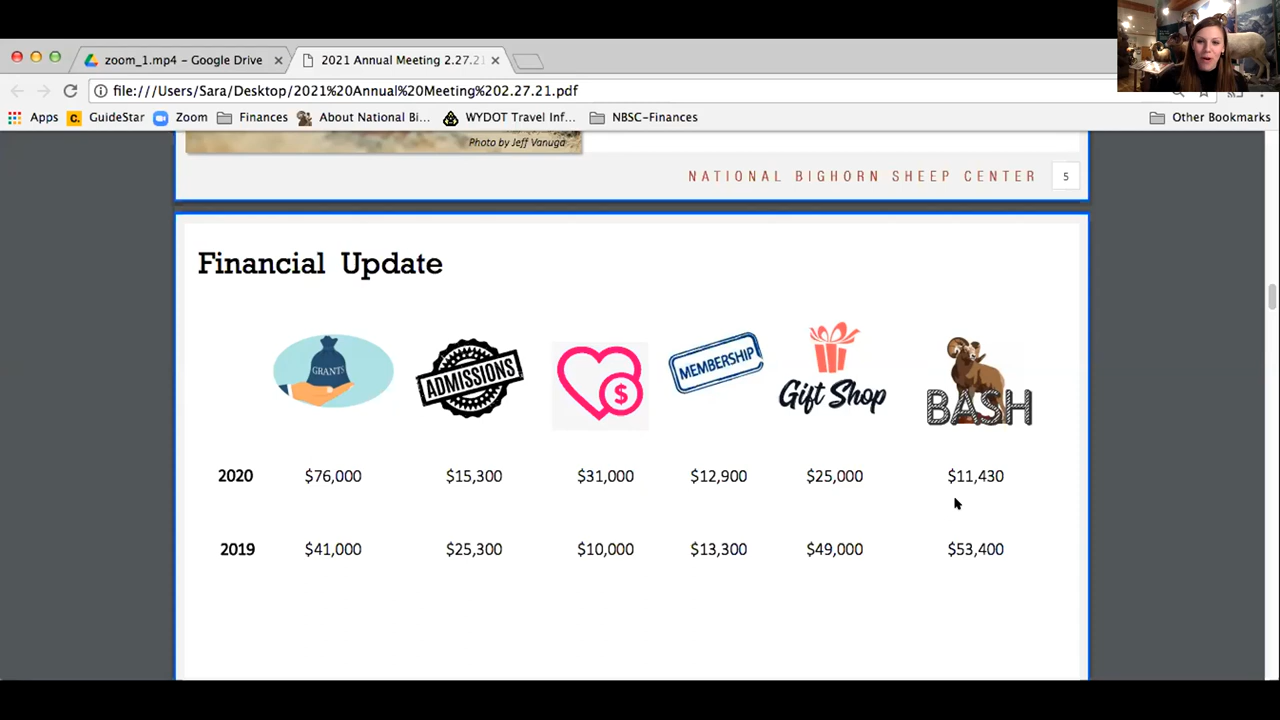 zoom_1.mp4 - Google Drive
2021 Annual Meeting 2.27.21
file:///Users/Sara/Desktop/2021%20Annual%20Meeting%202.27.21.pdf
Apps
GuideStar
Zoom
Finances
About National Bi...
WYDOT Travel Inf...
NBSC-Finances
Other Bookmarks
Photo by Jeff Vanuga
NATIONAL BIGHORN SHEEP CENTER 5
Financial Update
GRANTS
ADMISSIONS
$
MEMBERSHIP
Gift Shop
BASH
2020 $76,000 $15,300 $31,000 $12,900 $25,000 $11,430
2019 $41,000 $25,300 $10,000 $13,300 $49,000 $53,400